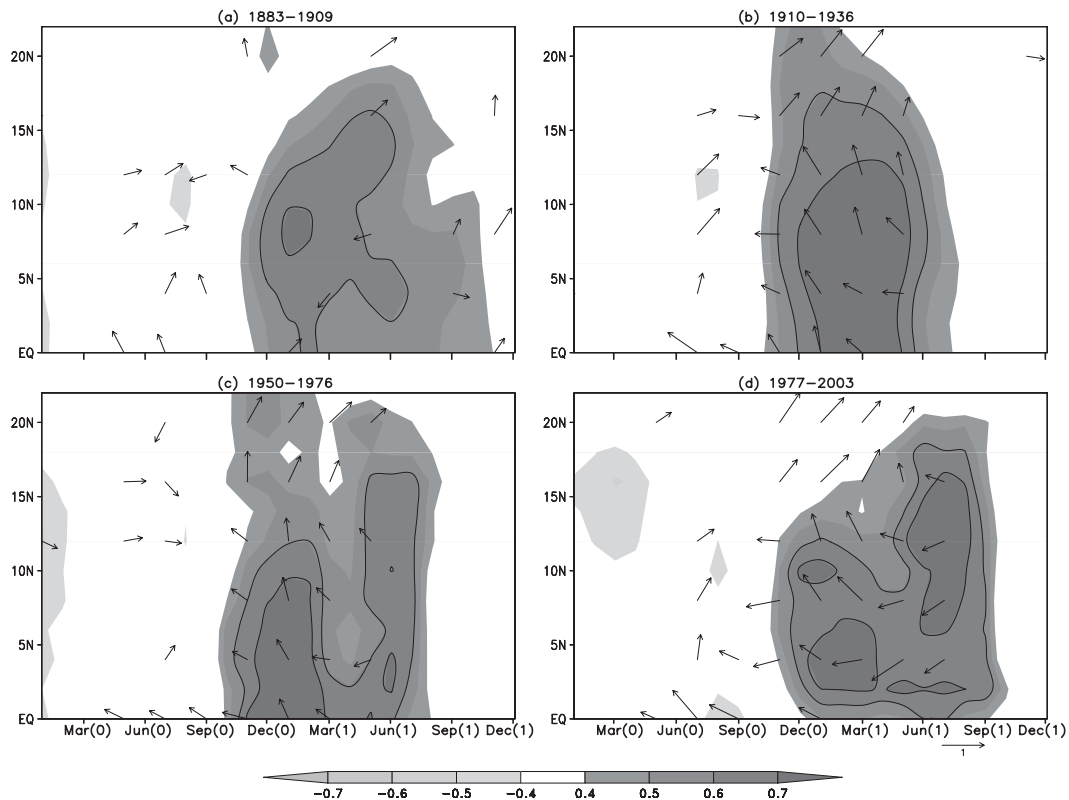 (a) 1883−1909
(b) 1910−1936
20N
15N
10N
5N
EQ
20N
15N
10N
5N
EQ
(c) 1950−1976
(d) 1977−2003
20N
15N
10N
5N
EQ
20N
15N
10N
5N
EQ
Mar(0) Jun(0) Sep(0) Dec(0) Mar(1) Jun(1) Sep(1) Dec(1)
Mar(0) Jun(0) Sep(0) Dec(0) Mar(1) Jun(1) Sep(1) Dec(1)
1
−0.7 −0.6 −0.5 −0.4 0.4 0.5 0.6 0.7